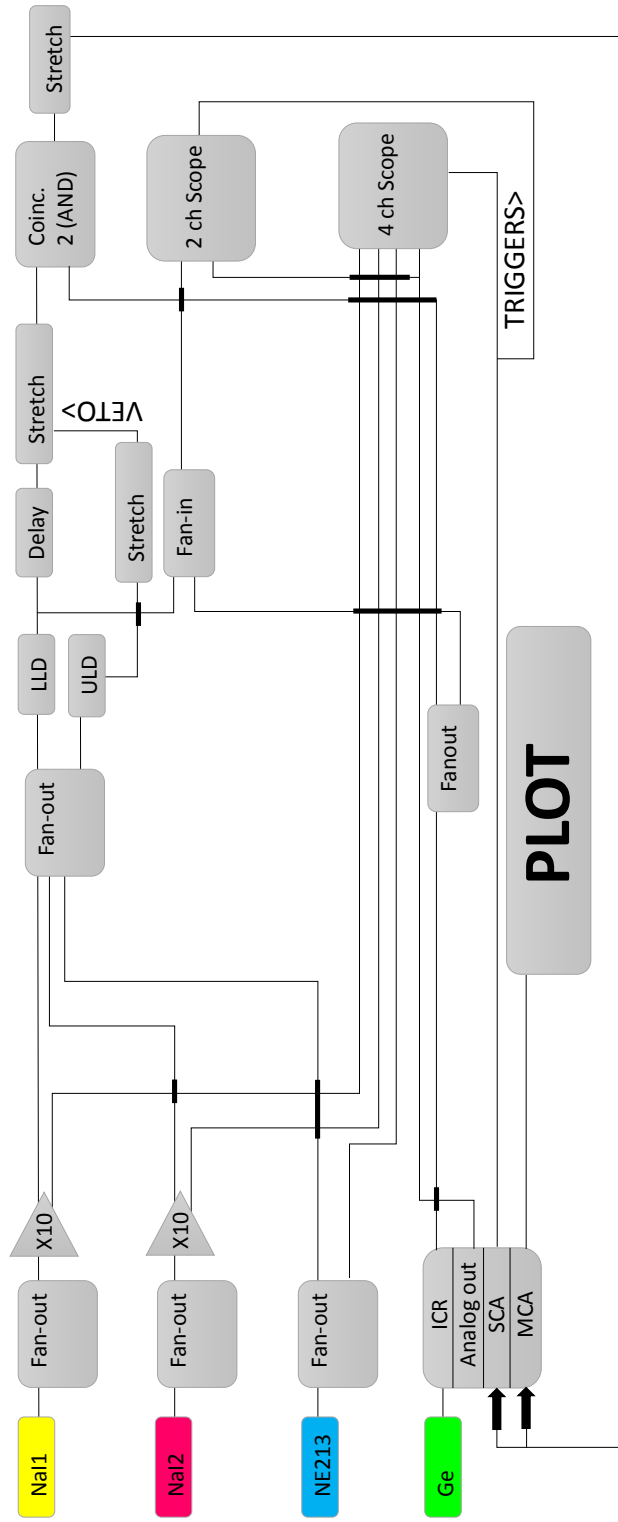 NaI1
Fan-out
X10
Fan-out
LLD
ULD
Delay
Stretch
Stretch
VETO>
Coinc.
2 (AND)
Stretch
NaI2
Fan-out
X10
Fan-in
2 ch Scope
NE213
Fan-out
4 ch Scope
Ge
ICR
Analog out
SCA
MCA
Fanout
TRIGGERS>
PLOT